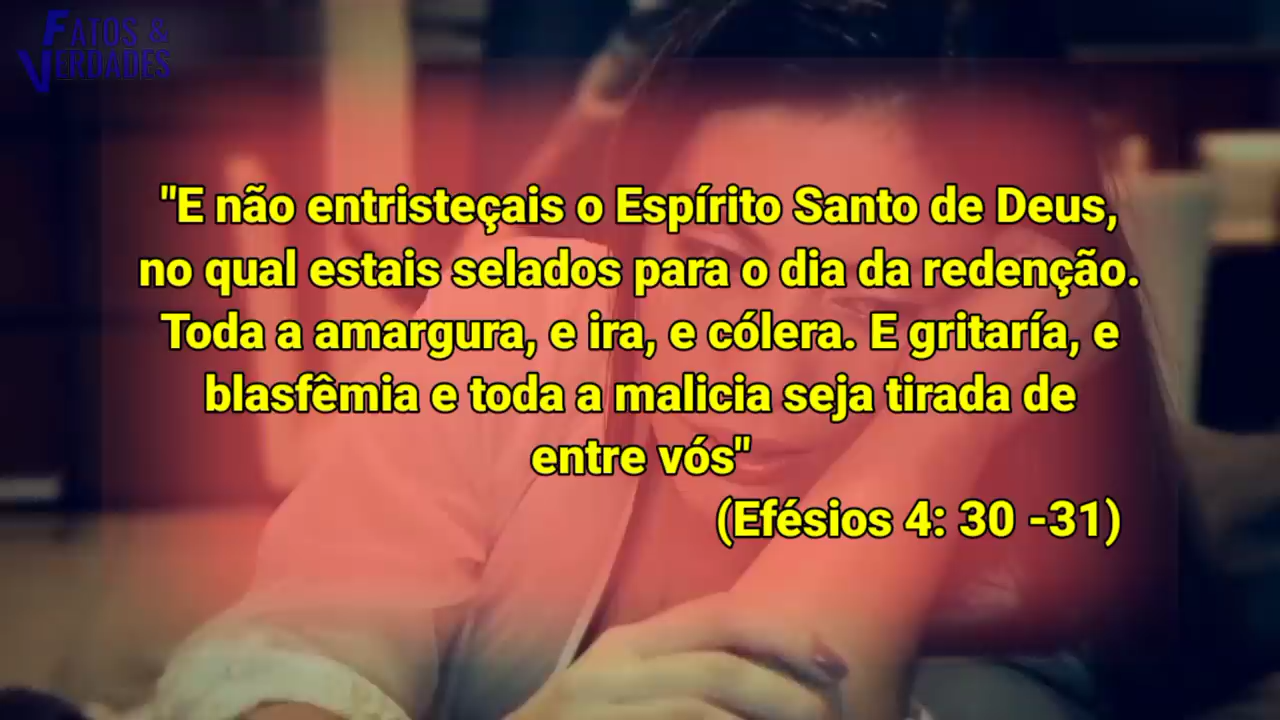 FATOS &
VERDADES
"E não entristeçais o Espírito Santo de Deus,
no qual estais selados para o dia da redenção.
Toda a amargura, e ira, e cólera. E gritaría, e
blasfêmia e toda a malicia seja tirada de
entre vós"
(Efésios 4: 30 -31)